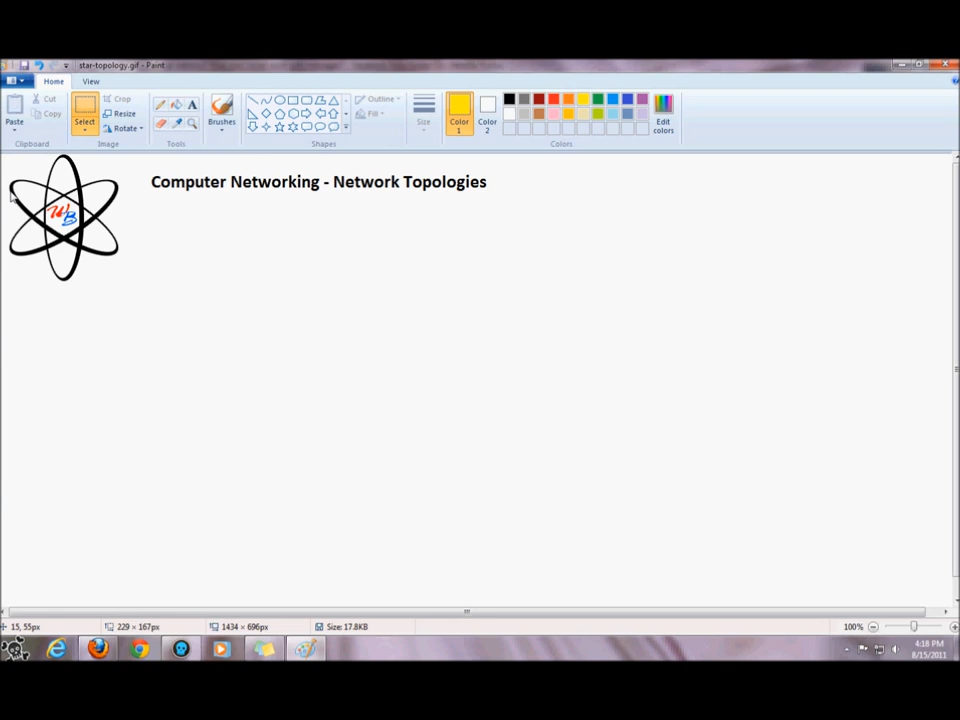 star-topology.gif - Paint
Home View
Cut
Copy
Paste
Clipboard
Crop
Resize
Rotate
Select
Image
Tools
Brushes
Shapes
Outline
Fill
Size
Color 1
Color 2
Edit colors
Colors
WB
Computer Networking - Network Topologies
15, 55px 229 × 167px 1434 × 696px Size: 17.8KB 100%
4:18 PM
8/15/2011